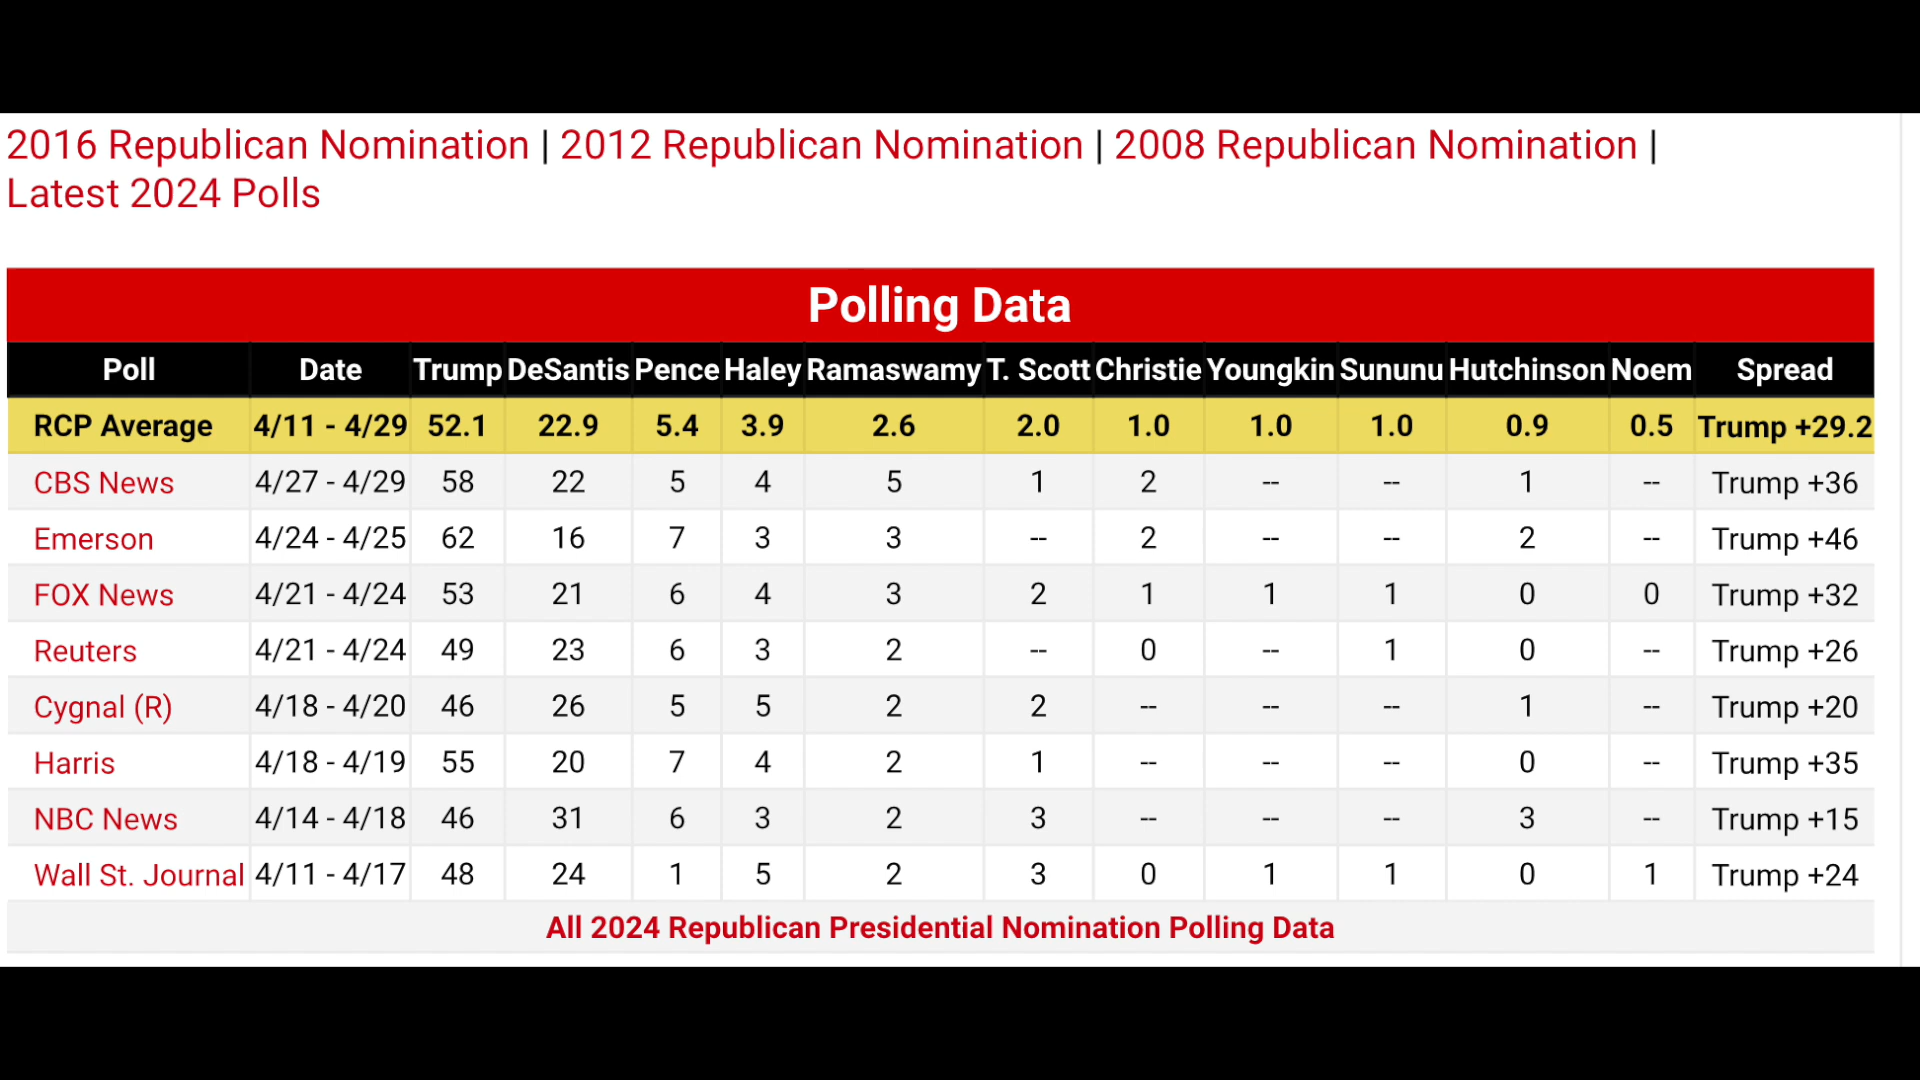 2016 Republican Nomination | 2012 Republican Nomination | 2008 Republican Nomination |
Latest 2024 Polls
Polling Data
Poll Date Trump DeSantis Pence Haley Ramaswamy T. Scott Christie Youngkin Sununu Hutchinson Noem Spread
RCP Average 4/11 - 4/29 52.1 22.9 5.4 3.9 2.6 2.0 1.0 1.0 1.0 0.9 0.5 Trump +29.2
CBS News 4/27 - 4/29 58 22 5 4 5 1 2 -- -- 1 -- Trump +36
Emerson 4/24 - 4/25 62 16 7 3 3 -- 2 -- -- 2 -- Trump +46
FOX News 4/21 - 4/24 53 21 6 4 3 2 1 1 1 0 0 Trump +32
Reuters 4/21 - 4/24 49 23 6 3 2 -- 0 -- 1 0 -- Trump +26
Cygnal (R) 4/18 - 4/20 46 26 5 5 2 2 -- -- -- 1 -- Trump +20
Harris 4/18 - 4/19 55 20 7 4 2 1 -- -- -- 0 -- Trump +35
NBC News 4/14 - 4/18 46 31 6 3 2 3 -- -- -- 3 -- Trump +15
Wall St. Journal 4/11 - 4/17 48 24 1 5 2 3 0 1 1 0 1 Trump +24
All 2024 Republican Presidential Nomination Polling Data